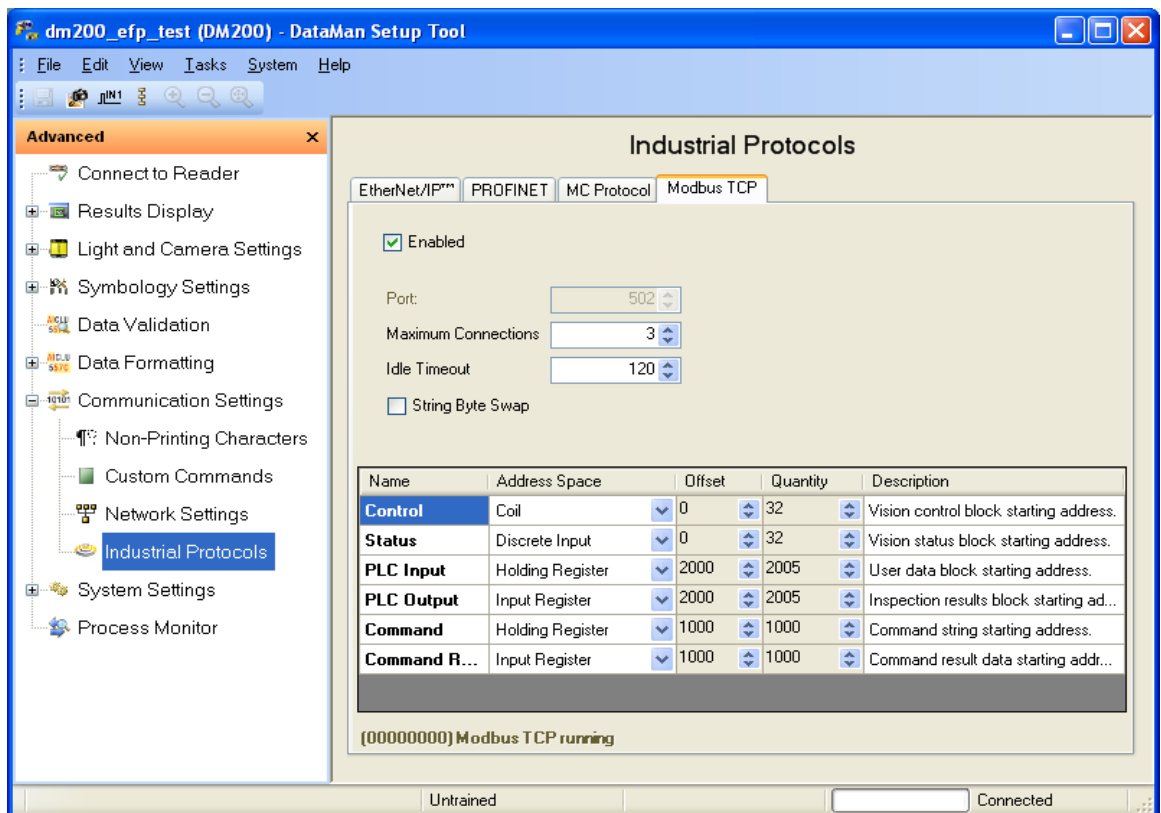 dm200_efp_test (DM200) - DataMan Setup Tool
File Edit View Tasks System Help
IN1
Advanced
Connect to Reader
Results Display
Light and Camera Settings
Symbology Settings
Data Validation
Data Formatting
Communication Settings
Non-Printing Characters
Custom Commands
Network Settings
Industrial Protocols
System Settings
Process Monitor
Industrial Protocols
EtherNet/IP™ PROFINET MC Protocol Modbus TCP
Enabled
Port: 502
Maximum Connections 3
Idle Timeout 120
String Byte Swap
Name Address Space Offset Quantity Description
Control Coil 0 32 Vision control block starting address.
Status Discrete Input 0 32 Vision status block starting address.
PLC Input Holding Register 2000 2005 User data block starting address.
PLC Output Input Register 2000 2005 Inspection results block starting ad...
Command Holding Register 1000 1000 Command string starting address.
Command R... Input Register 1000 1000 Command result data starting addr...
(00000000) Modbus TCP running
Untrained Connected